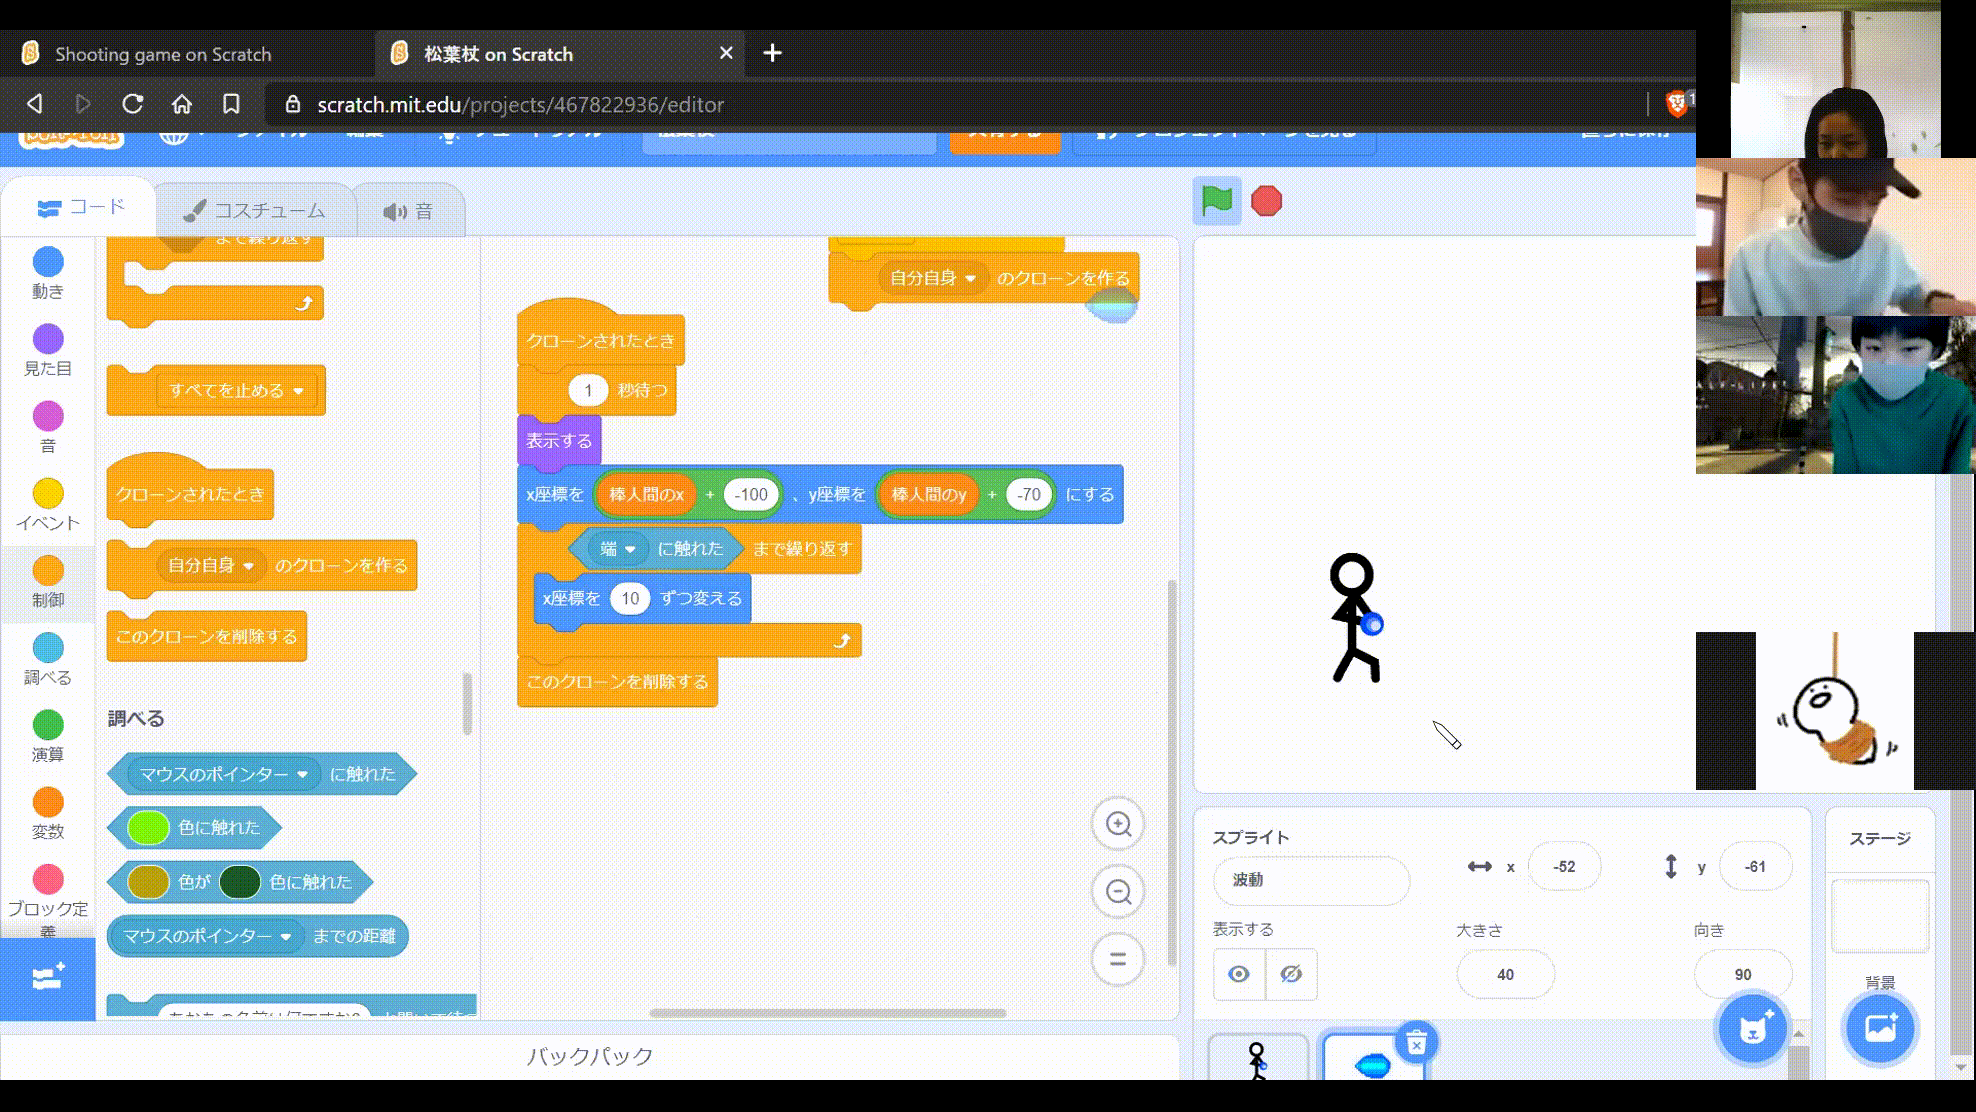 Shooting game on Scratch
松葉杖 on Scratch
scratch.mit.edu/projects/467822936/editor
コード
コスチューム
音
動き
見た目
音
イベント
制御
調べる
演算
変数
ブロック定義
まで繰り返す
すべてを止める
クローンされたとき
自分自身 のクローンを作る
このクローンを削除する
調べる
マウスのポインター に触れた
色に触れた
色が 色に触れた
マウスのポインター までの距離
自分自身 のクローンを作る
クローンされたとき
1 秒待つ
表示する
x座標を 棒人間のx + -100 、y座標を 棒人間のy + -70 にする
端 に触れた まで繰り返す
x座標を 10 ずつ変える
このクローンを削除する
バックパック
スプライト
波動
x -52
y -61
表示する
大きさ
40
向き
90
ステージ
背景